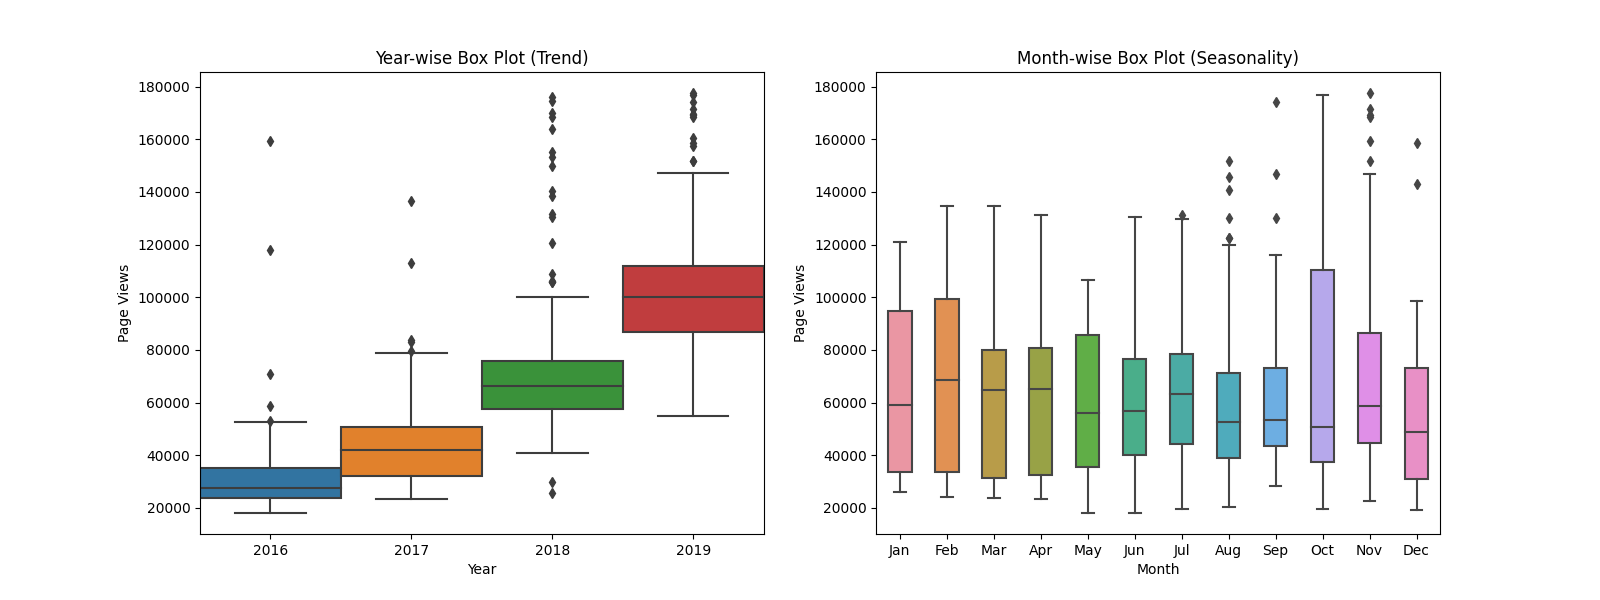 Year-wise Box Plot (Trend)
180000
160000
140000
120000
100000
80000
60000
40000
20000
Page Views
2016 2017 2018 2019
Year
Month-wise Box Plot (Seasonality)
180000
160000
140000
120000
100000
80000
60000
40000
20000
Page Views
Jan Feb Mar Apr May Jun Jul Aug Sep Oct Nov Dec
Month